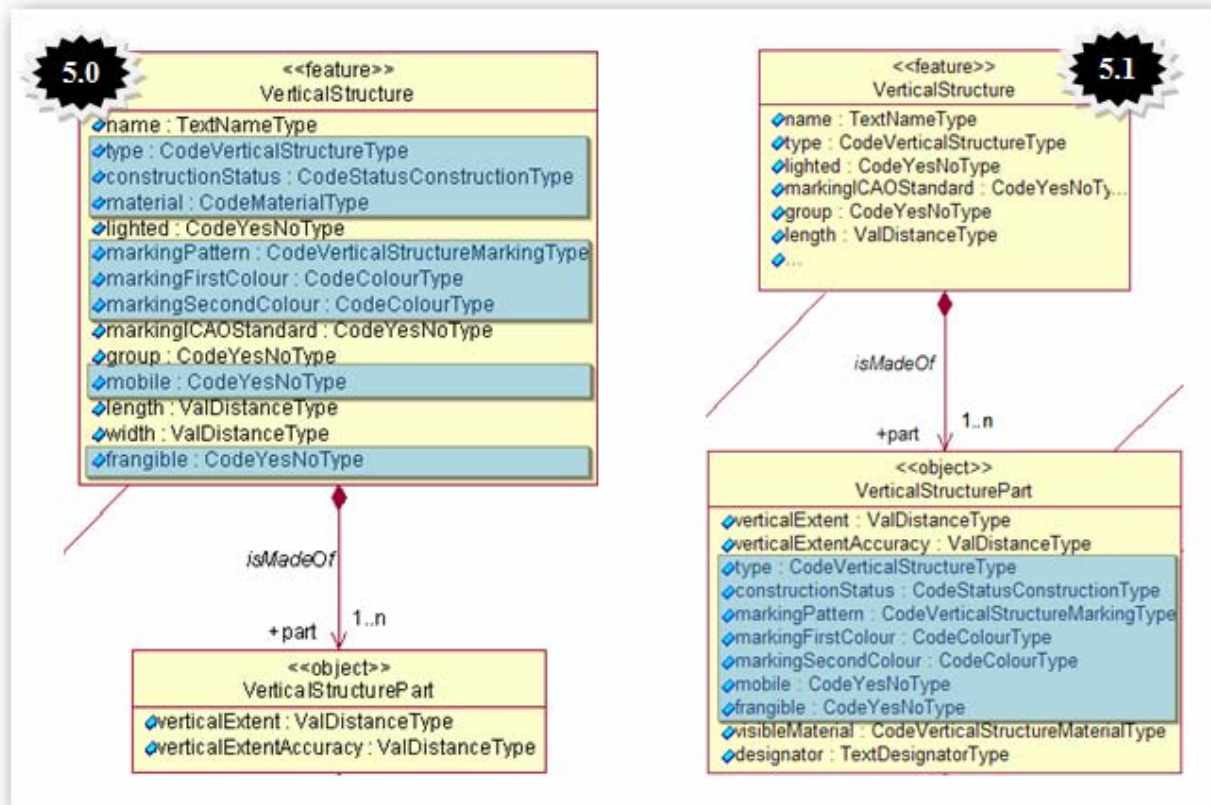 5.0
<<feature>>
VerticalStructure
name : TextNameType
type : CodeVerticalStructureType
constructionStatus : CodeStatusConstructionType
material : CodeMaterialType
lighted : CodeYesNoType
markingPattern : CodeVerticalStructureMarkingType
markingFirstColour : CodeColourType
markingSecondColour : CodeColourType
markingICAOStandard : CodeYesNoType
group : CodeYesNoType
mobile : CodeYesNoType
length : ValDistanceType
width : ValDistanceType
frangible : CodeYesNoType
isMadeOf
1..n
+part
<<object>>
VerticalStructurePart
verticalExtent : ValDistanceType
verticalExtentAccuracy : ValDistanceType
5.1
<<feature>>
VerticalStructure
name : TextNameType
type : CodeVerticalStructureType
lighted : CodeYesNoType
markingICAOStandard : CodeYesNoTy...
group : CodeYesNoType
length : ValDistanceType
...
isMadeOf
1..n
+part
<<object>>
VerticalStructurePart
verticalExtent : ValDistanceType
verticalExtentAccuracy : ValDistanceType
type : CodeVerticalStructureType
constructionStatus : CodeStatusConstructionType
markingPattern : CodeVerticalStructureMarkingType
markingFirstColour : CodeColourType
markingSecondColour : CodeColourType
mobile : CodeYesNoType
frangible : CodeYesNoType
visibleMaterial : CodeVerticalStructureMaterialType
designator : TextDesignatorType